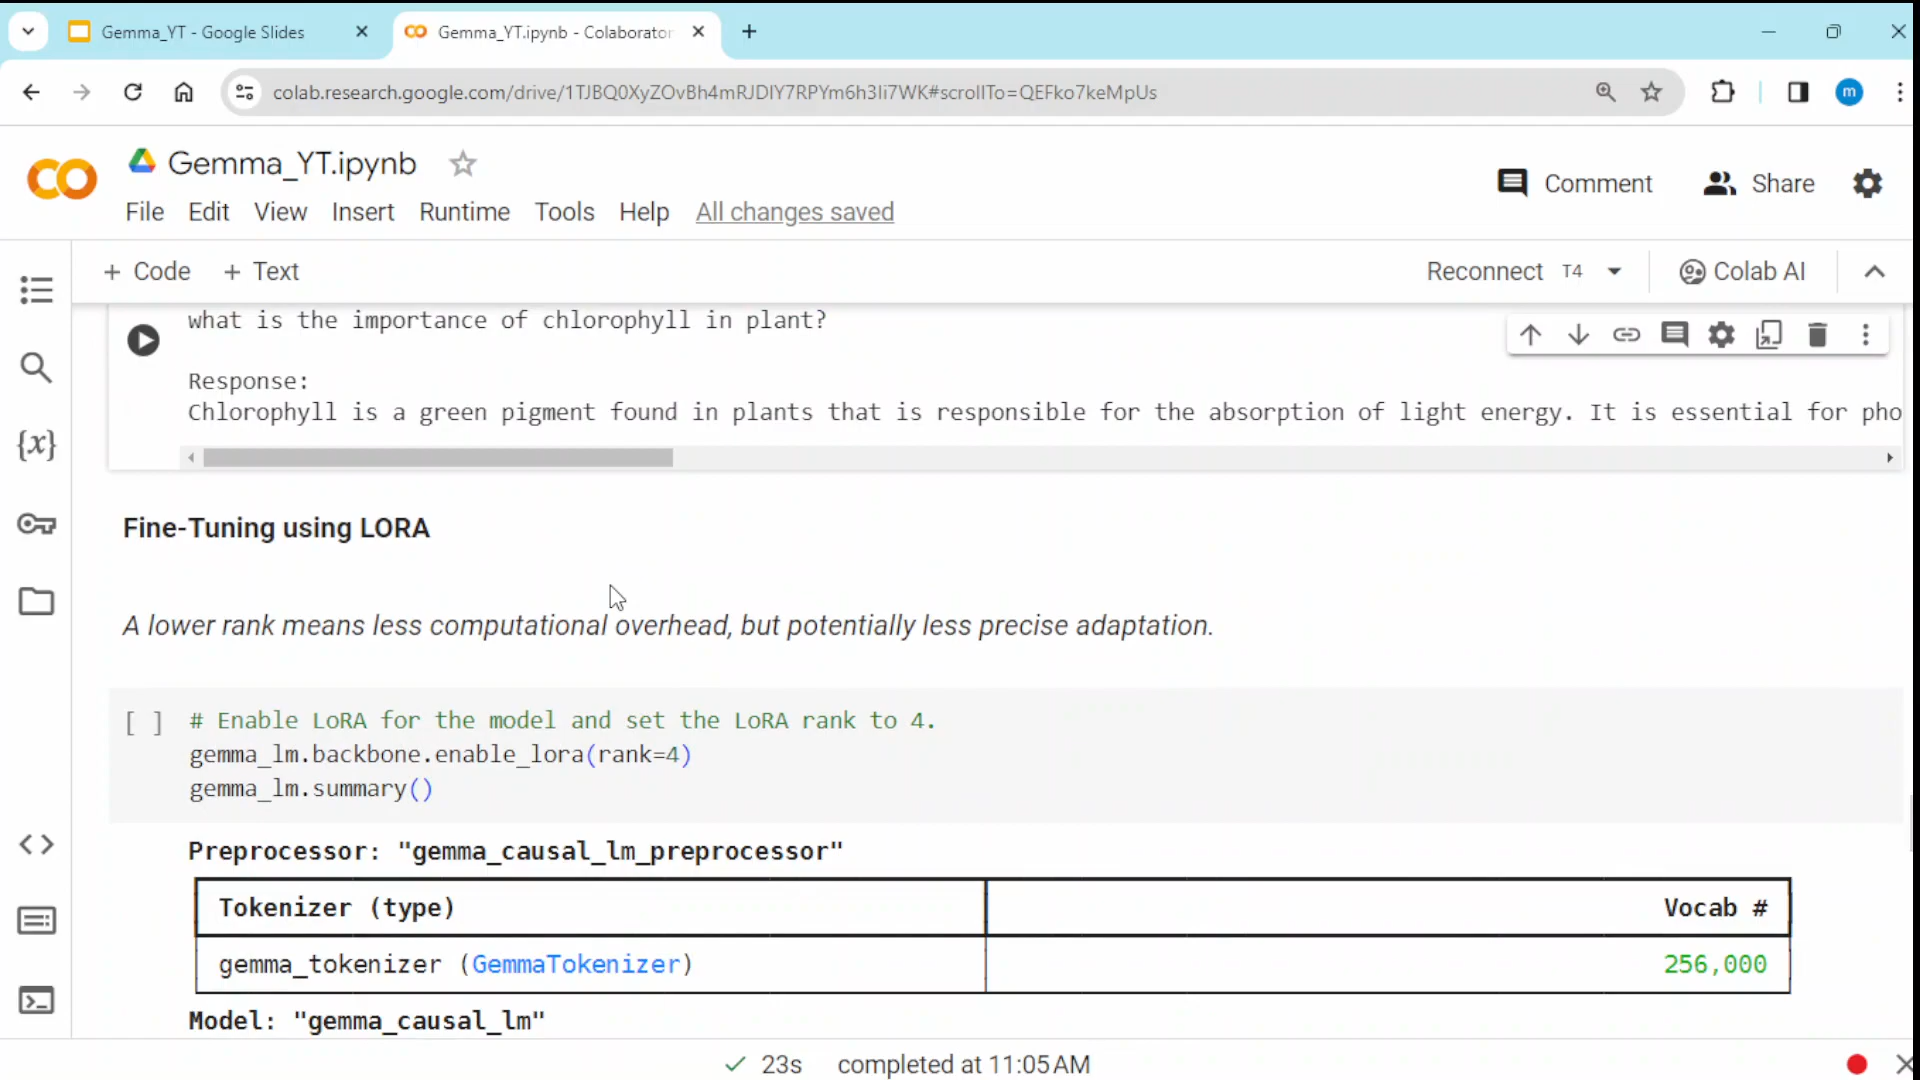 Gemma_YT - Google Slides
Gemma_YT.ipynb - Colaborator
colab.research.google.com/drive/1TJBQ0XyZOvBh4mRJDIY7RPYm6h3Ii7WK#scrollTo=QEFko7keMpUs
m
Gemma_YT.ipynb
Comment
Share
File Edit View Insert Runtime Tools Help All changes saved
+ Code + Text
Reconnect T4
Colab AI
what is the importance of chlorophyll in plant?
Response:
Chlorophyll is a green pigment found in plants that is responsible for the absorption of light energy. It is essential for pho
{x}
Fine-Tuning using LORA
A lower rank means less computational overhead, but potentially less precise adaptation.
[ ] # Enable LoRA for the model and set the LoRA rank to 4.
gemma_lm.backbone.enable_lora(rank=4)
gemma_lm.summary()
Preprocessor: "gemma_causal_lm_preprocessor"
Tokenizer (type) Vocab #
gemma_tokenizer (GemmaTokenizer) 256,000
Model: "gemma_causal_lm"
23s completed at 11:05 AM